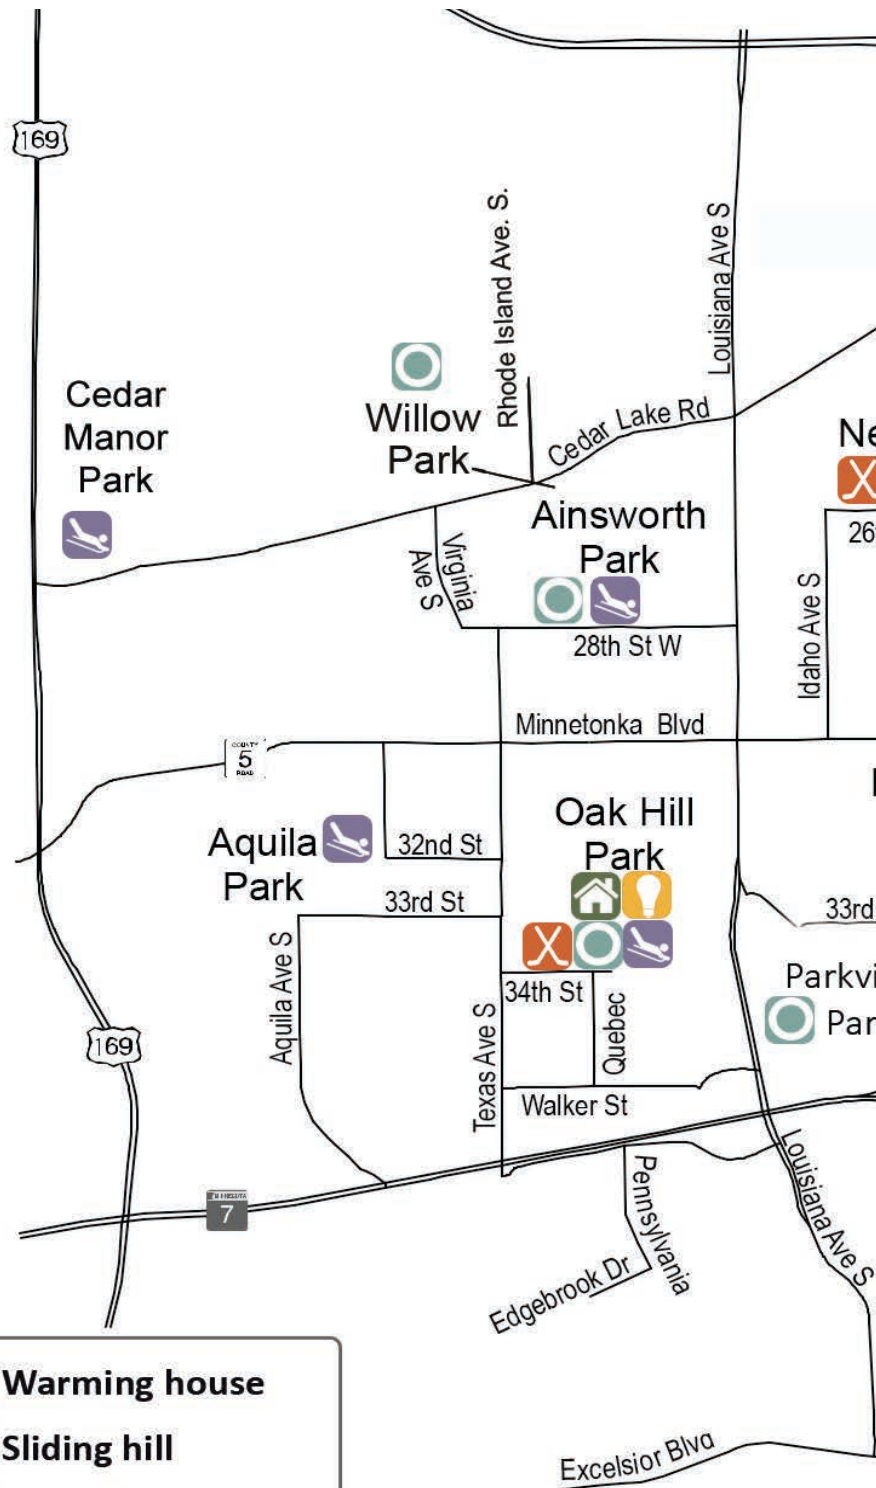 169
Rhode Island Ave. S.
Louisiana Ave S
Cedar
Manor
Park
Willow
Park
Cedar Lake Rd
Ne
Ainsworth
Park
26
Virginia
Ave S
Idaho Ave S
28th St W
Minnetonka Blvd
COUNTY
5
ROAD
Oak Hill
Park
Aquila
Park
32nd St
33rd St
33rd
Aquila Ave S
34th St
Quebec
Texas Ave S
Parkvi
Par
169
Walker St
Louisiana Ave S
Pennsylvania
7
Edgebrook Dr
Warming house
Sliding hill
Excelsior Blvd